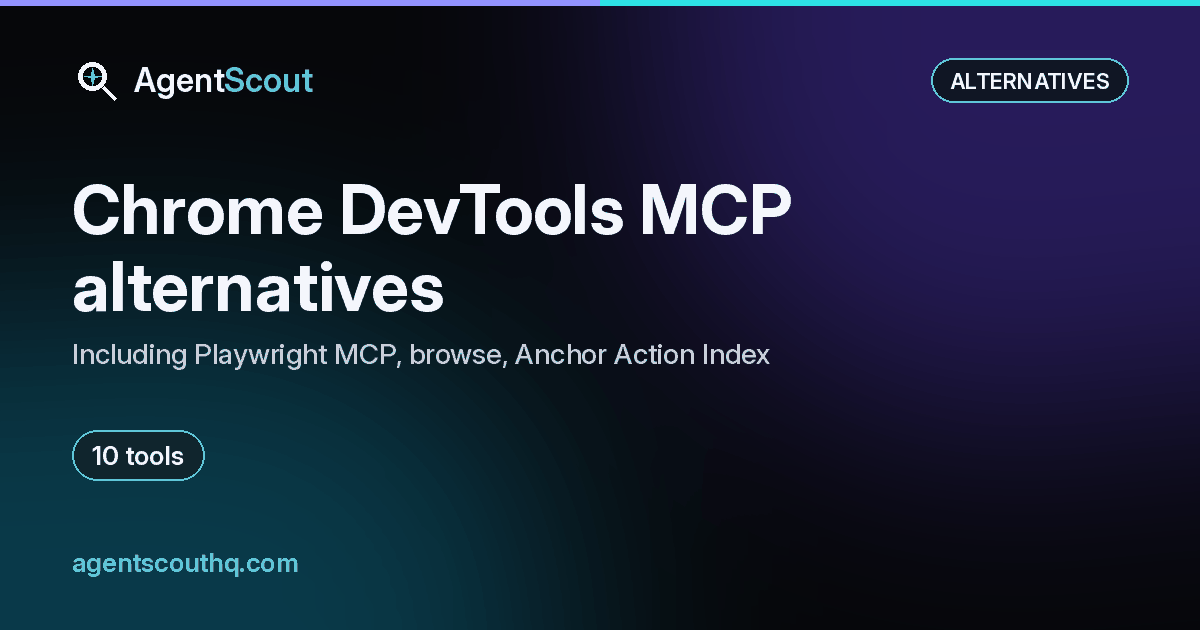 AgentScout
ALTERNATIVES
Chrome DevTools MCP
alternatives
Including Playwright MCP, browse, Anchor Action Index
10 tools
agentscouthq.com